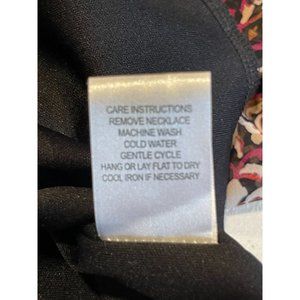 CARE INSTRUCTIONS
REMOVE NECKLACE
MACHINE WASH
COLD WATER
GENTLE CYCLE
HANG OR LAY FLAT TO DRY
COOL IRON IF NECESSARY